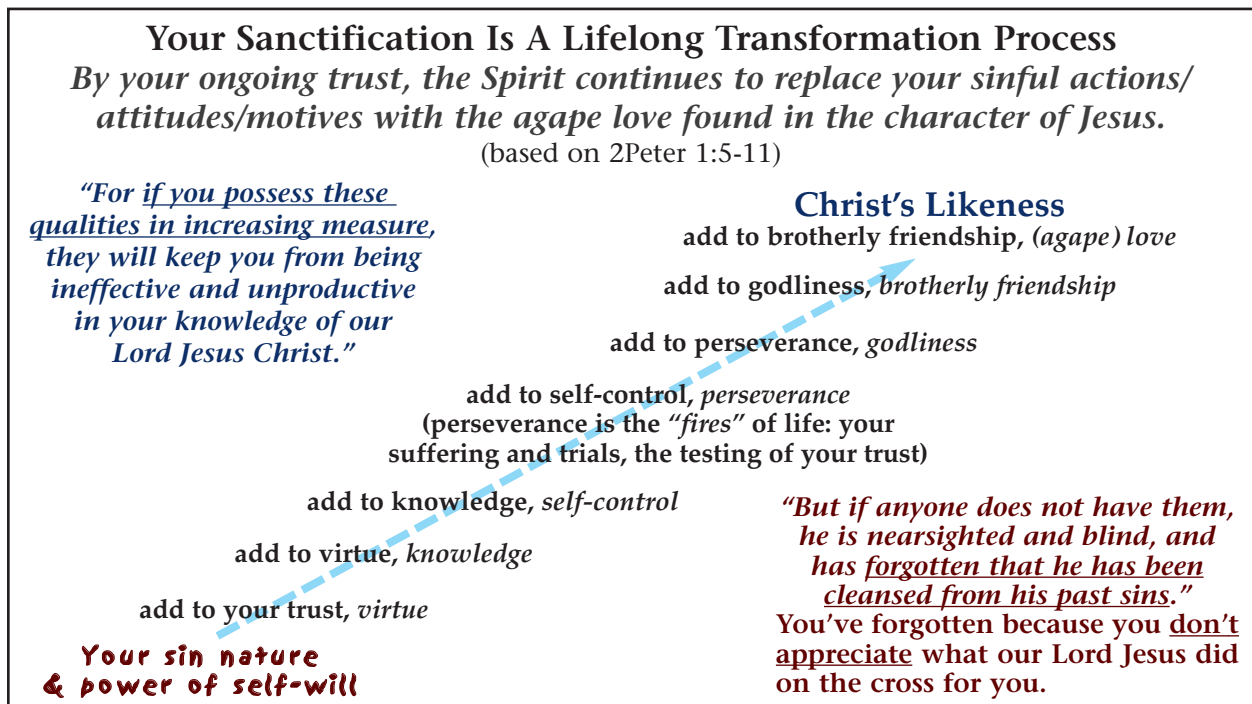 Your Sanctification Is A Lifelong Transformation Process
By your ongoing trust, the Spirit continues to replace your sinful actions/
attitudes/motives with the agape love found in the character of Jesus.
(based on 2Peter 1:5-11)
“For if you possess these
qualities in increasing measure,
they will keep you from being
ineffective and unproductive
in your knowledge of our
Lord Jesus Christ.”
Christ’s Likeness
add to brotherly friendship, (agape) love
add to godliness, brotherly friendship
add to perseverance, godliness
add to self-control, perseverance
(perseverance is the “fires” of life: your
suffering and trials, the testing of your trust)
add to knowledge, self-control
add to virtue, knowledge
add to your trust, virtue
Your sin nature
& power of self-will
“But if anyone does not have them,
he is nearsighted and blind, and
has forgotten that he has been
cleansed from his past sins.”
You’ve forgotten because you don’t
appreciate what our Lord Jesus did
on the cross for you.